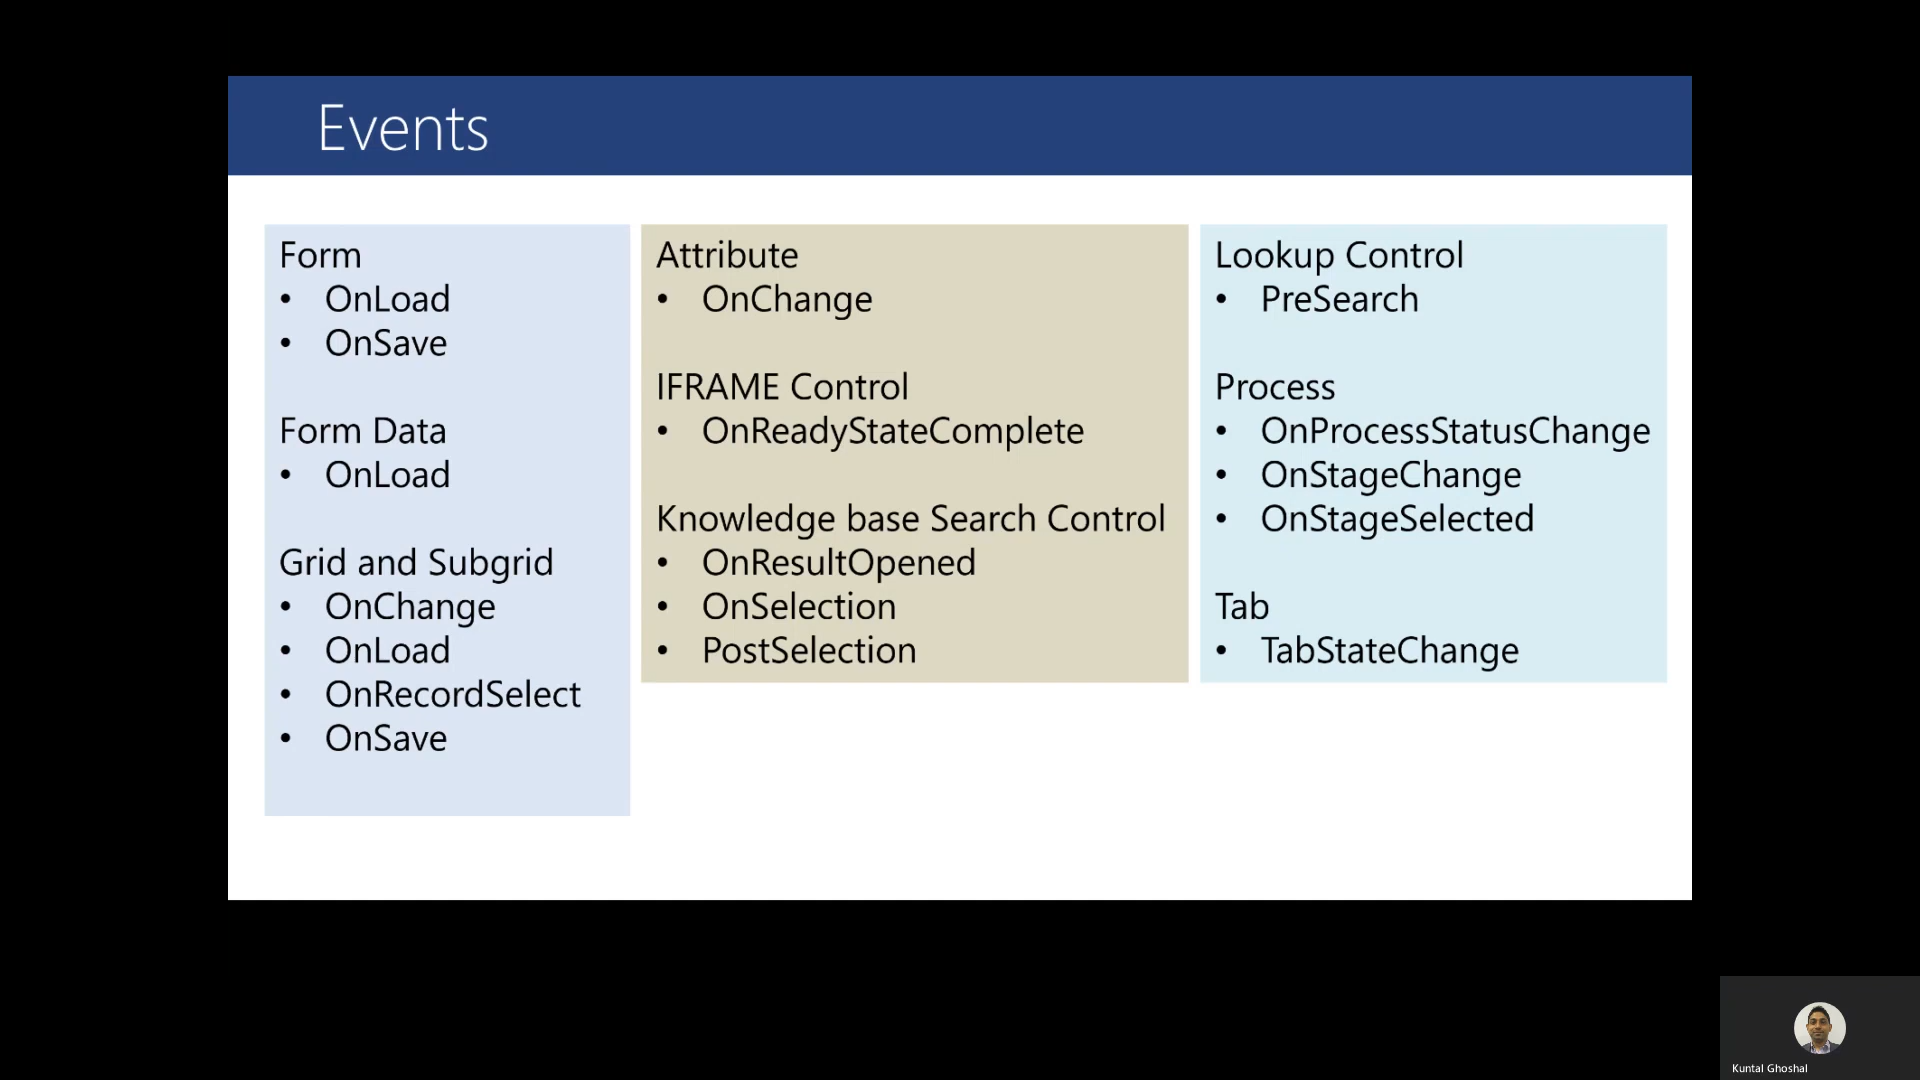 Events
Form
• OnLoad
• OnSave
Form Data
• OnLoad
Grid and Subgrid
• OnChange
• OnLoad
• OnRecordSelect
• OnSave
Attribute
• OnChange
IFRAME Control
• OnReadyStateComplete
Knowledge base Search Control
• OnResultOpened
• OnSelection
• PostSelection
Lookup Control
• PreSearch
Process
• OnProcessStatusChange
• OnStageChange
• OnStageSelected
Tab
• TabStateChange
Kuntal Ghoshal